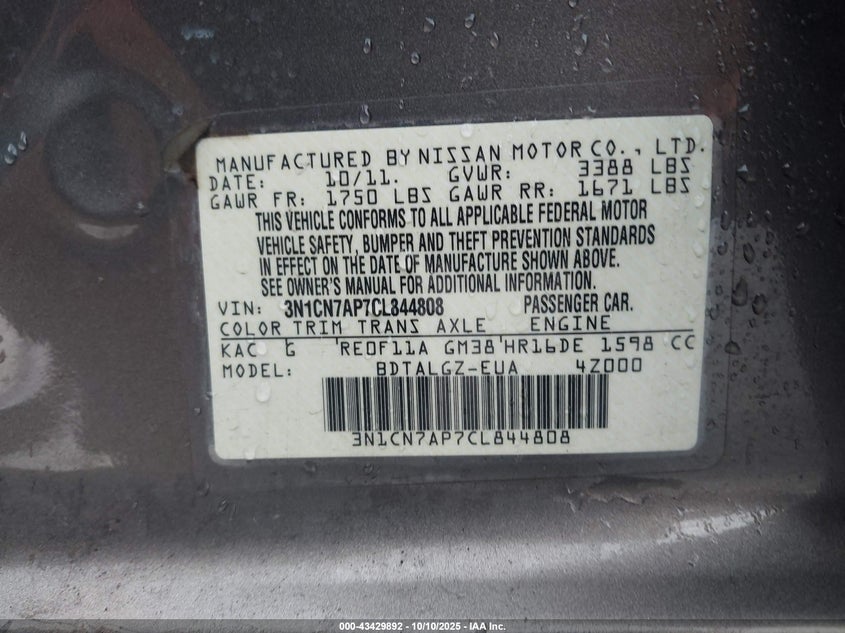 MANUFACTURED BY NISSAN MOTOR CO., LTD.
DATE: 10/11. GVWR: 3388 LBS
GAWR FR: 1750 LBS GAWR RR: 1671 LBS
THIS VEHICLE CONFORMS TO ALL APPLICABLE FEDERAL MOTOR
VEHICLE SAFETY, BUMPER AND THEFT PREVENTION STANDARDS
IN EFFECT ON THE DATE OF MANUFACTURE SHOWN ABOVE.
SEE OWNER'S MANUAL FOR ADDITIONAL INFORMATION.
VIN: 3N1CN7AP7CL844808 PASSENGER CAR.
COLOR TRIM TRANS AXLE ENGINE
KAC G RE0F11A GM38 HR16DE 1598 CC
MODEL: BDTALGZ-EUA 4Z000
3N1CN7AP7CL844808
000-43429892 - 10/10/2025 - IAA Inc.